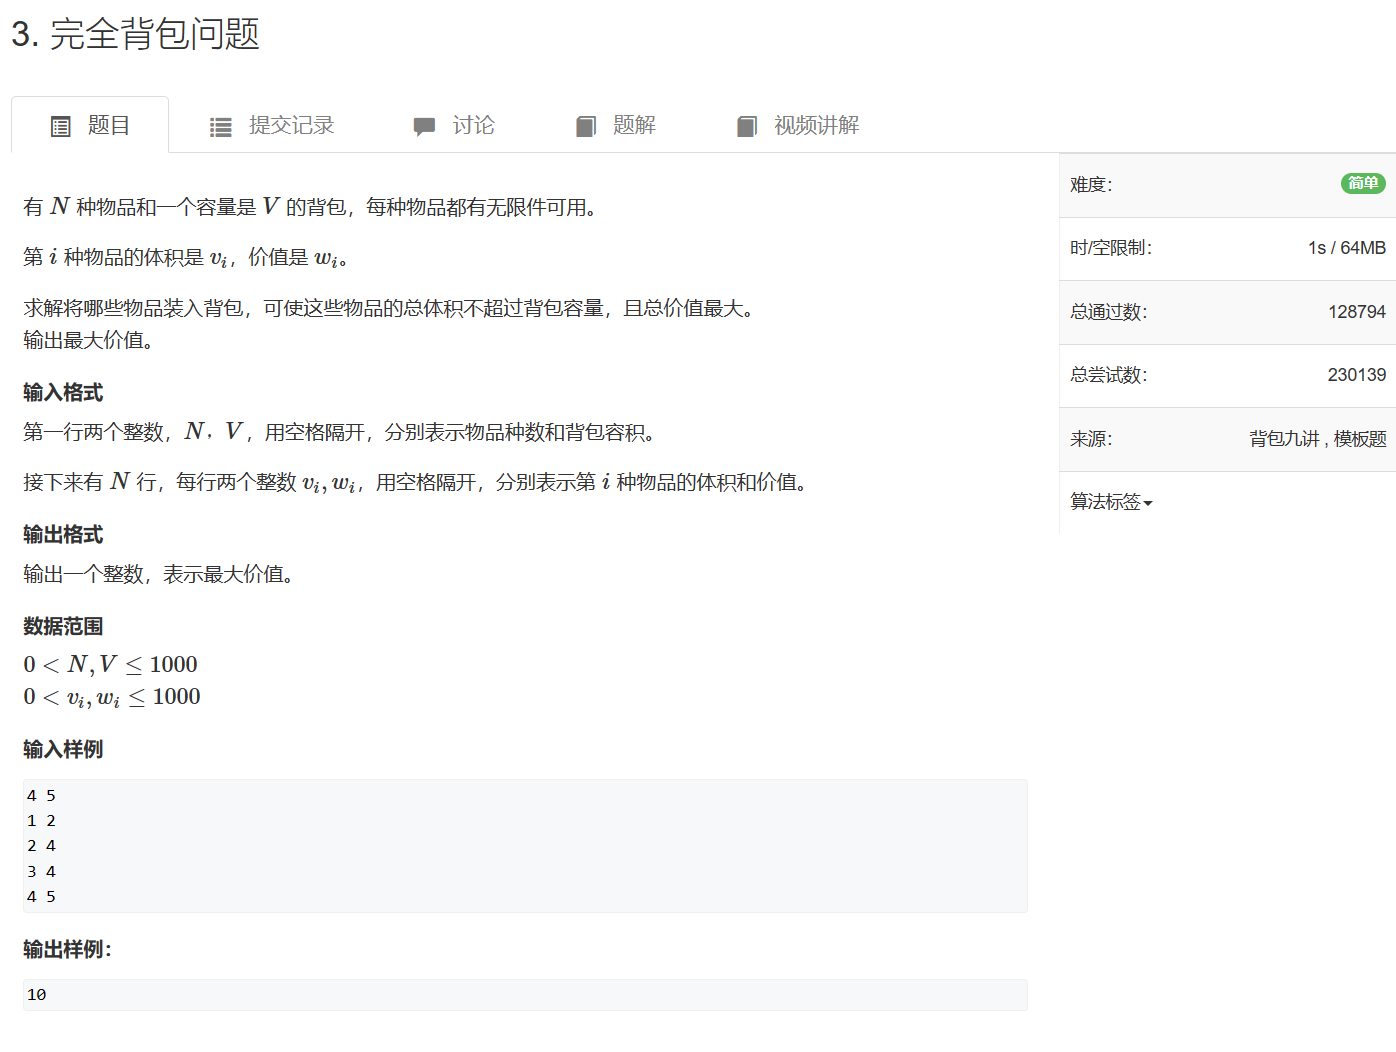 3. 完全背包问题
题目 提交记录 讨论 题解 视频讲解
有 N 种物品和一个容量是 V 的背包，每种物品都有无限件可用。
第 i 种物品的体积是 vᵢ，价值是 wᵢ。
求解将哪些物品装入背包，可使这些物品的总体积不超过背包容量，且总价值最大。
输出最大价值。
输入格式
第一行两个整数，N，V，用空格隔开，分别表示物品种数和背包容积。
接下来有 N 行，每行两个整数 vᵢ, wᵢ，用空格隔开，分别表示第 i 种物品的体积和价值。
输出格式
输出一个整数，表示最大价值。
数据范围
0 < N, V ≤ 1000
0 < vᵢ, wᵢ ≤ 1000
输入样例
4 5
1 2
2 4
3 4
4 5
输出样例：
10
难度： 简单
时/空限制： 1s / 64MB
总通过数： 128794
总尝试数： 230139
来源： 背包九讲 , 模板题
算法标签